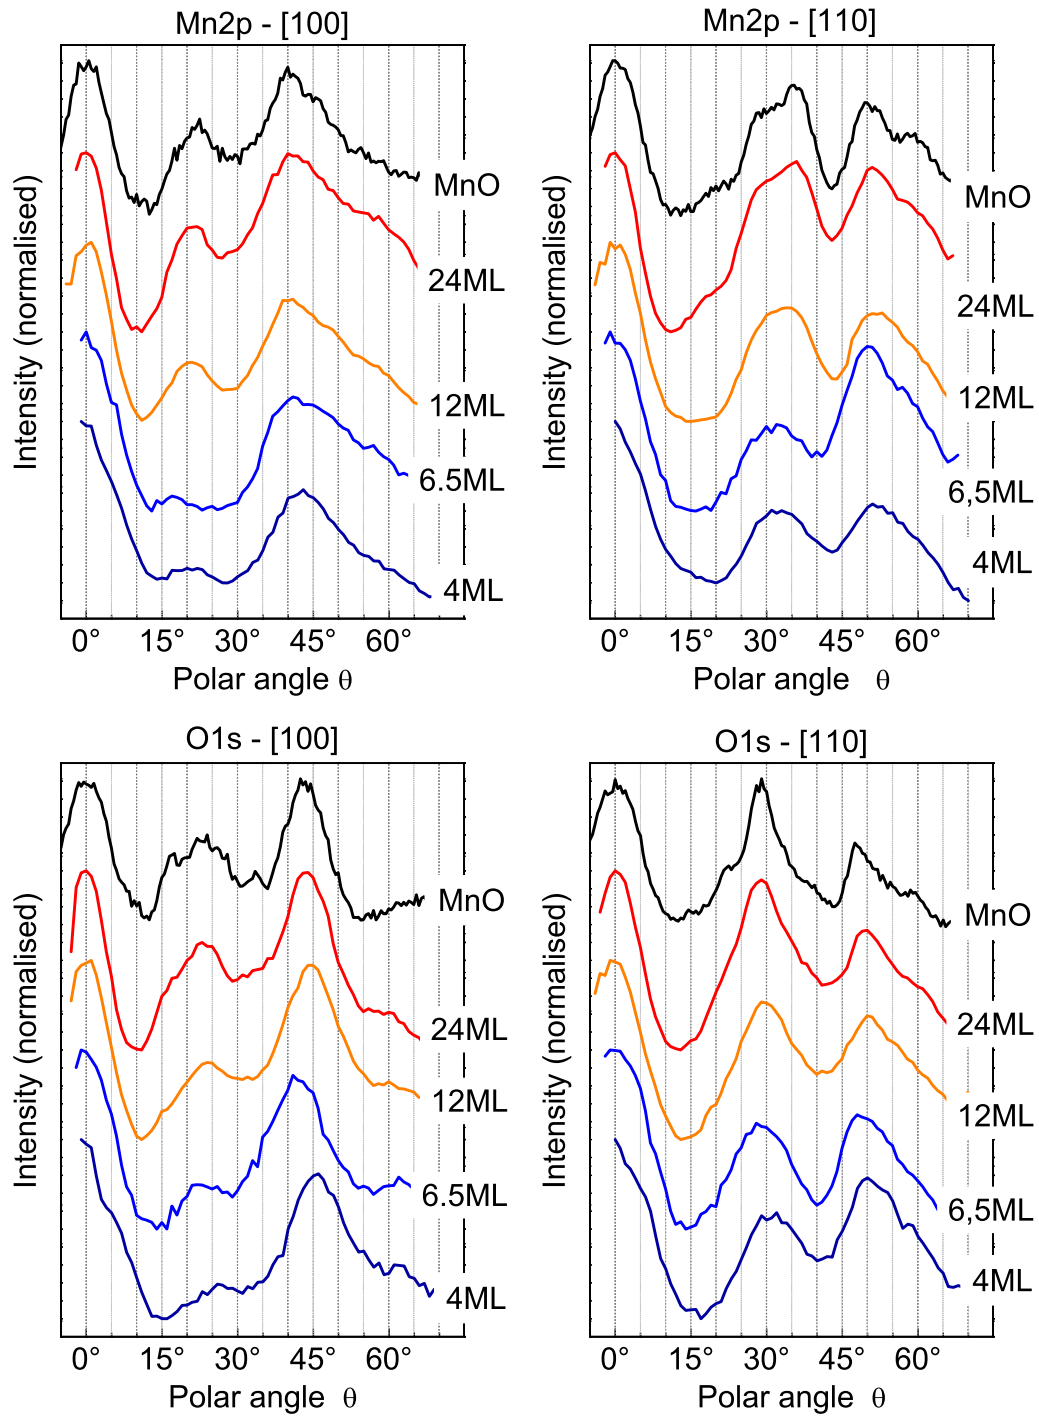 Mn2p - [100]
Intensity (normalised)
MnO
24ML
12ML
6.5ML
4ML
0° 15° 30° 45° 60°
Polar angle θ
Mn2p - [110]
Intensity (normalised)
MnO
24ML
12ML
6,5ML
4ML
0° 15° 30° 45° 60°
Polar angle θ
O1s - [100]
Intensity (normalised)
MnO
24ML
12ML
6.5ML
4ML
0° 15° 30° 45° 60°
Polar angle θ
O1s - [110]
Intensity (normalised)
MnO
24ML
12ML
6,5ML
4ML
0° 15° 30° 45° 60°
Polar angle θ